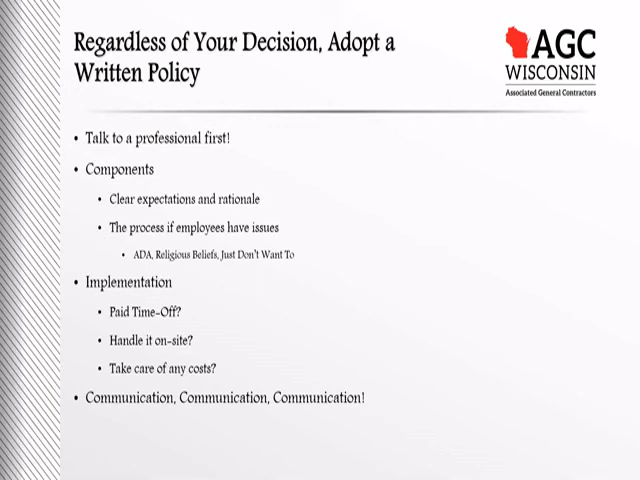 Regardless of Your Decision, Adopt a
Written Policy
AGC
WISCONSIN
Associated General Contractors
• Talk to a professional first!
• Components
• Clear expectations and rationale
• The process if employees have issues
• ADA, Religious Beliefs, Just Don't Want To
• Implementation
• Paid Time-Off?
• Handle it on-site?
• Take care of any costs?
• Communication, Communication, Communication!